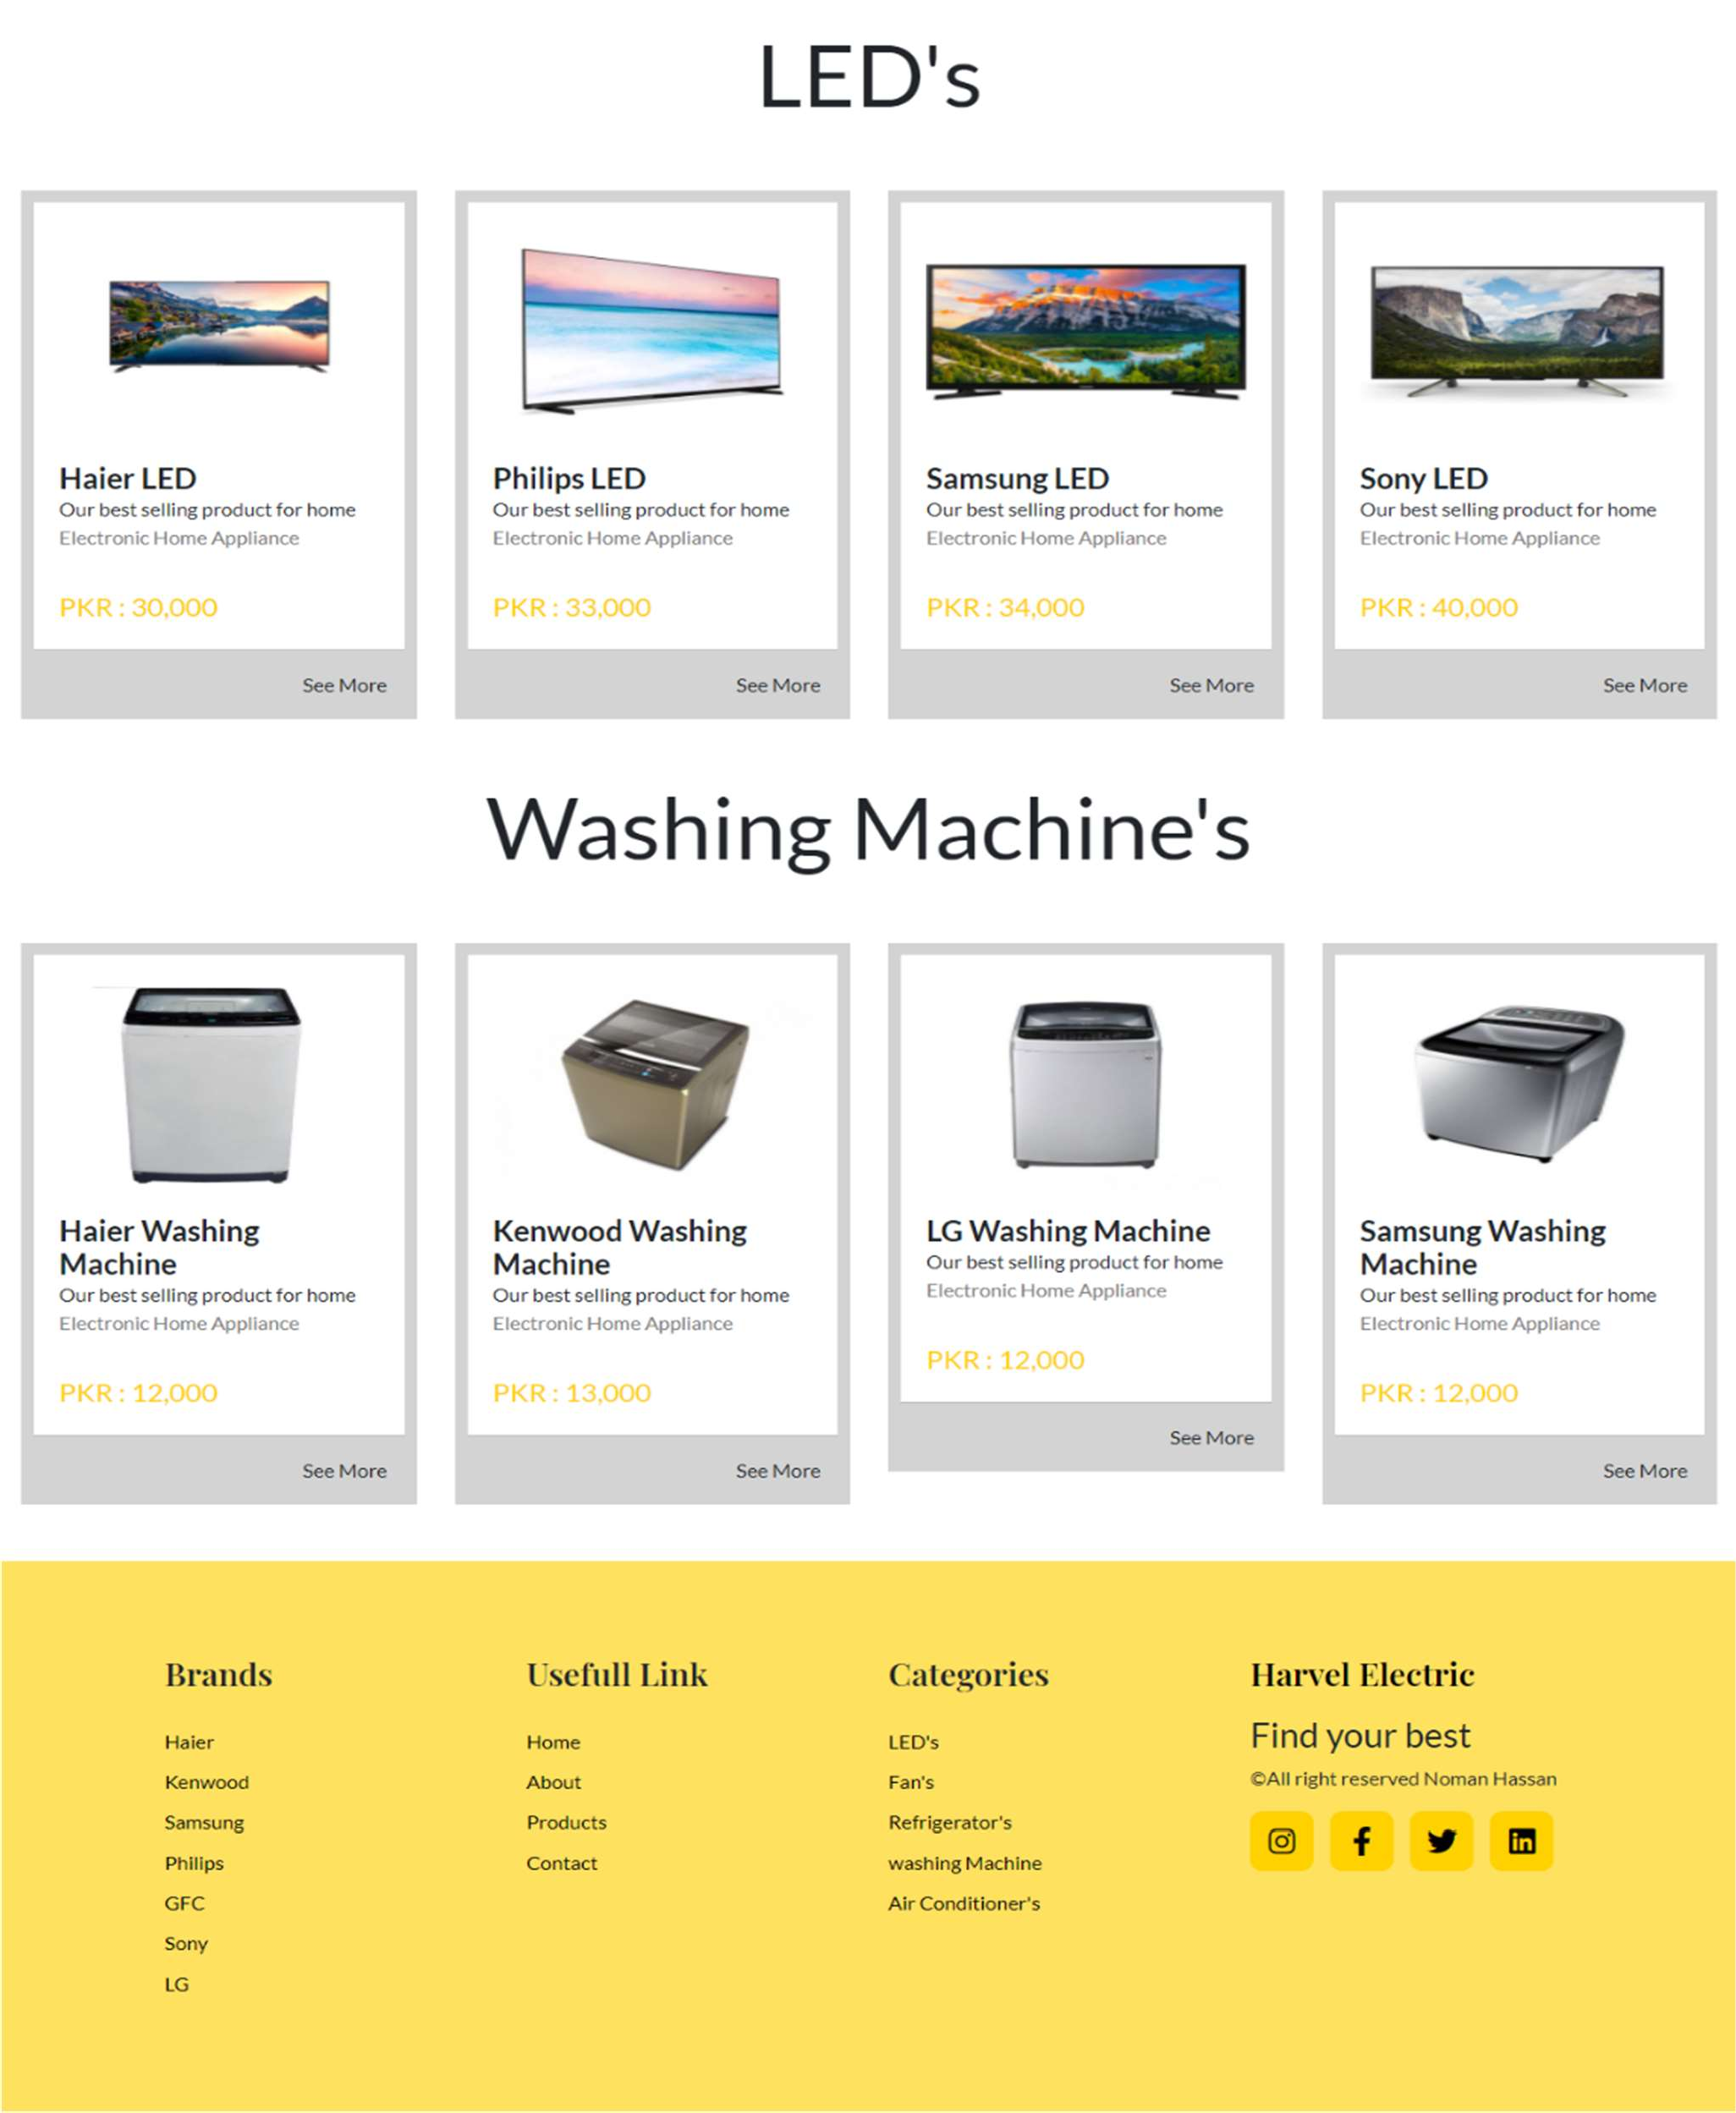 LED's
Haier LED
Our best selling product for home
Electronic Home Appliance
PKR : 30,000
See More
Philips LED
Our best selling product for home
Electronic Home Appliance
PKR : 33,000
See More
Samsung LED
Our best selling product for home
Electronic Home Appliance
PKR : 34,000
See More
Sony LED
Our best selling product for home
Electronic Home Appliance
PKR : 40,000
See More
Washing Machine's
Haier Washing
Machine
Our best selling product for home
Electronic Home Appliance
PKR : 12,000
See More
Kenwood Washing
Machine
Our best selling product for home
Electronic Home Appliance
PKR : 13,000
See More
LG Washing Machine
Our best selling product for home
Electronic Home Appliance
PKR : 12,000
See More
Samsung Washing
Machine
Our best selling product for home
Electronic Home Appliance
PKR : 12,000
See More
Brands
Haier
Kenwood
Samsung
Philips
GFC
Sony
LG
Usefull Link
Home
About
Products
Contact
Categories
LED's
Fan's
Refrigerator's
washing Machine
Air Conditioner's
Harvel Electric
Find your best
©All right reserved Noman Hassan